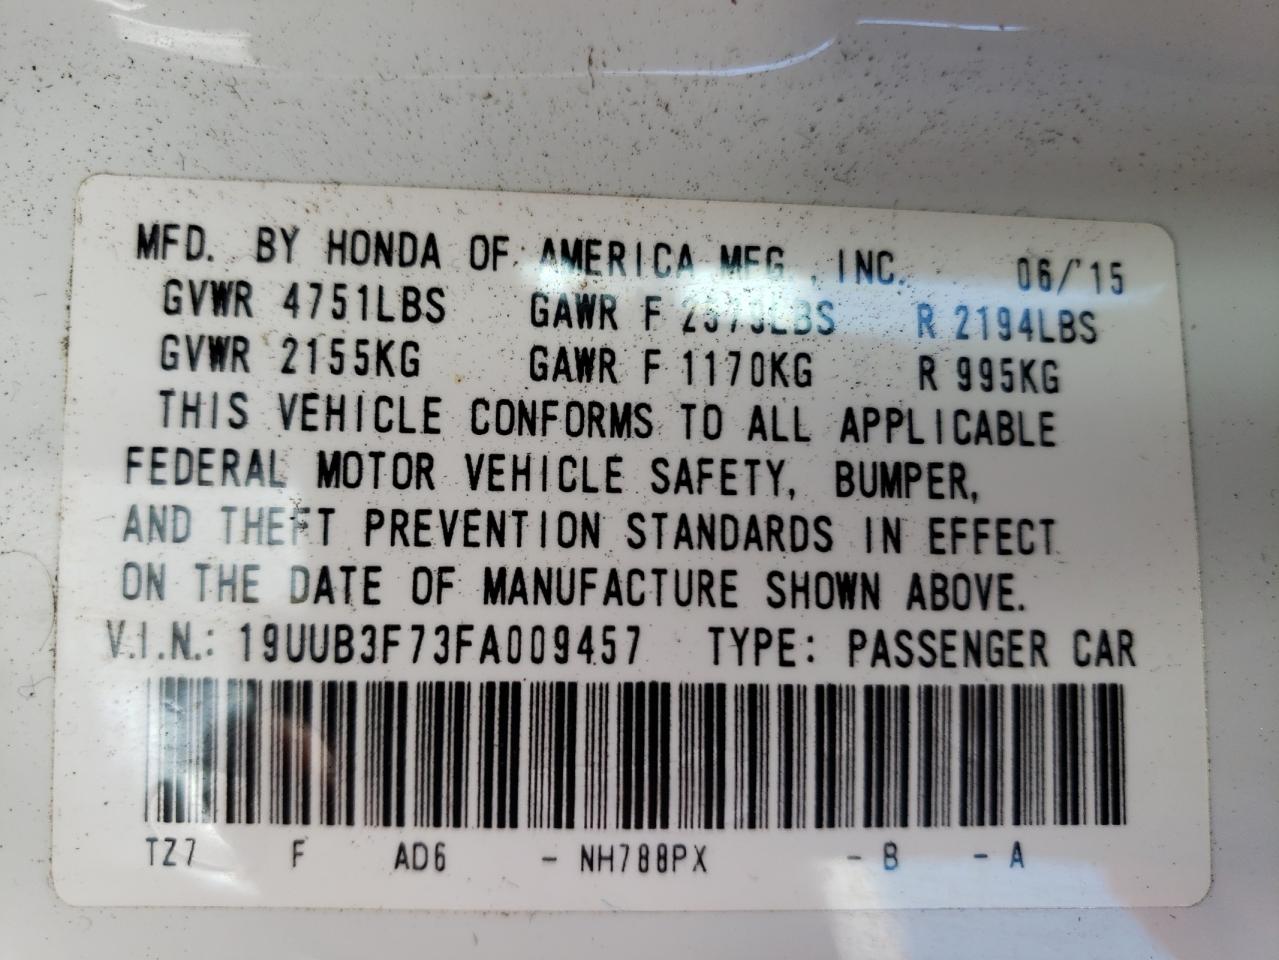 MFD. BY HONDA OF AMERICA MFG., INC. 06/'15
GVWR 4751LBS GAWR F 2579LBS R 2194LBS
GVWR 2155KG GAWR F 1170KG R 995KG
THIS VEHICLE CONFORMS TO ALL APPLICABLE
FEDERAL MOTOR VEHICLE SAFETY, BUMPER,
AND THEFT PREVENTION STANDARDS IN EFFECT
ON THE DATE OF MANUFACTURE SHOWN ABOVE.
V.I.N.: 19UUB3F73FA009457 TYPE: PASSENGER CAR
TZ7 F AD6 - NH788PX - B - A